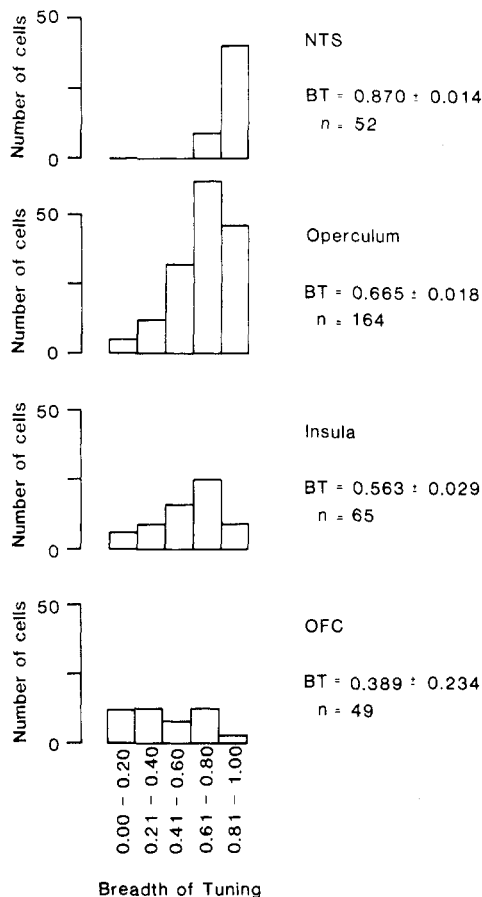 Number of cells
50
0
NTS
BT = 0.870 ± 0.014
n = 52
Number of cells
50
0
Operculum
BT = 0.665 ± 0.018
n = 164
Number of cells
50
0
Insula
BT = 0.563 ± 0.029
n = 65
Number of cells
50
0
OFC
BT = 0.389 ± 0.234
n = 49
0.00 – 0.20
0.21 – 0.40
0.41 – 0.60
0.61 – 0.80
0.81 – 1.00
Breadth of Tuning